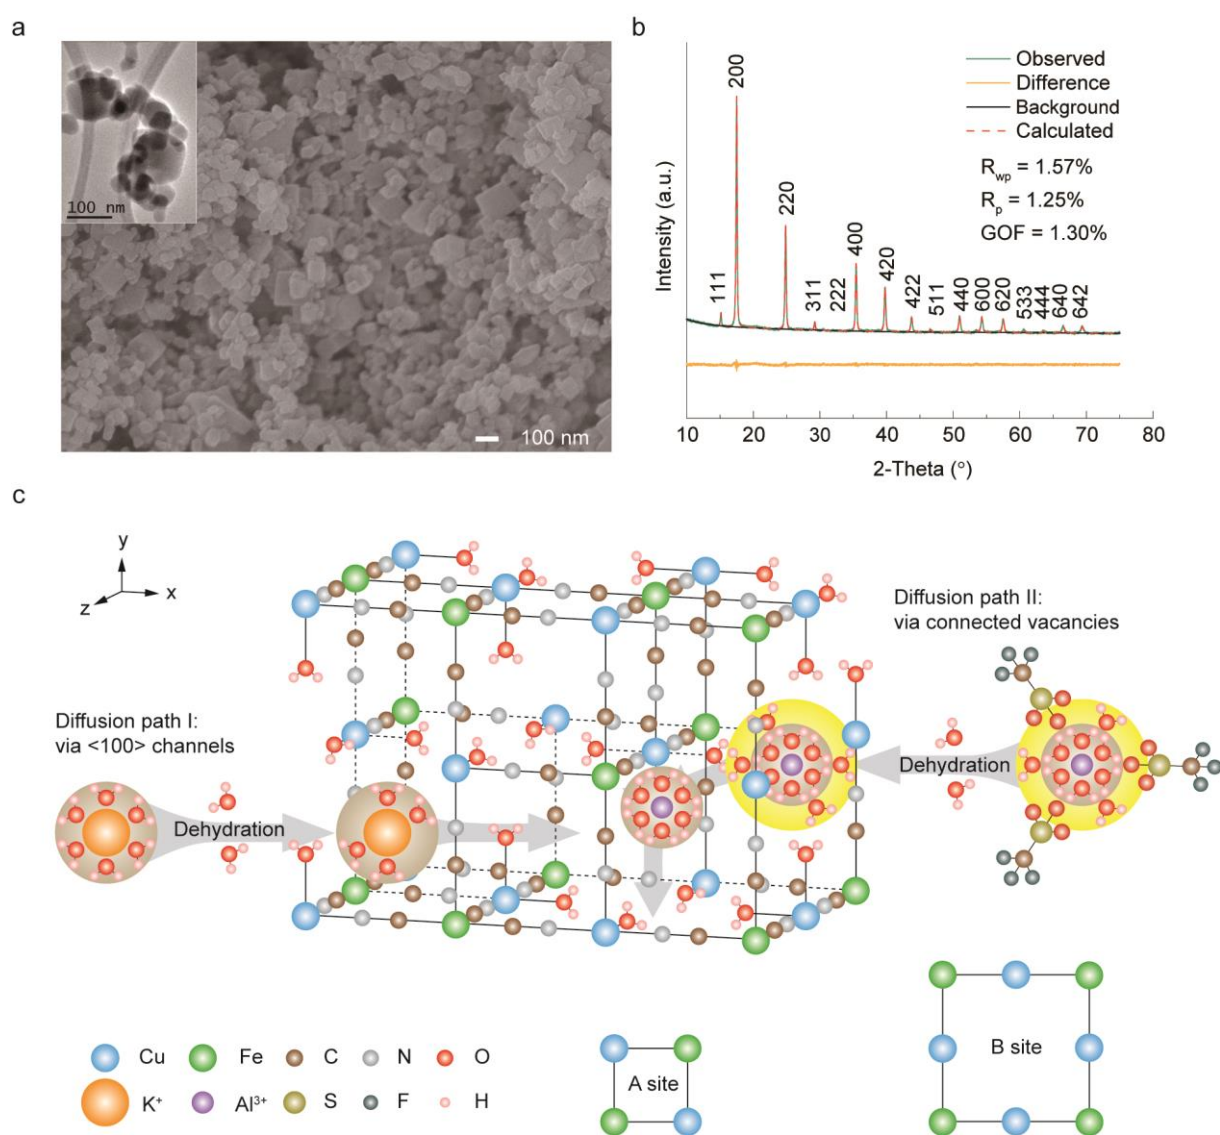 a
100 nm
100 nm
b
Intensity (a.u.)
111
200
220
311
222
400
420
422
511
440
600
620
533
444
640
642
Observed
Difference
Background
Calculated
Rwp = 1.57%
Rp = 1.25%
GOF = 1.30%
10 20 30 40 50 60 70 80
2-Theta (°)
c
y
z
x
Diffusion path I:
via <100> channels
Dehydration
Diffusion path II:
via connected vacancies
Dehydration
Cu Fe C N O
K⁺ Al³⁺ S F H
A site
B site